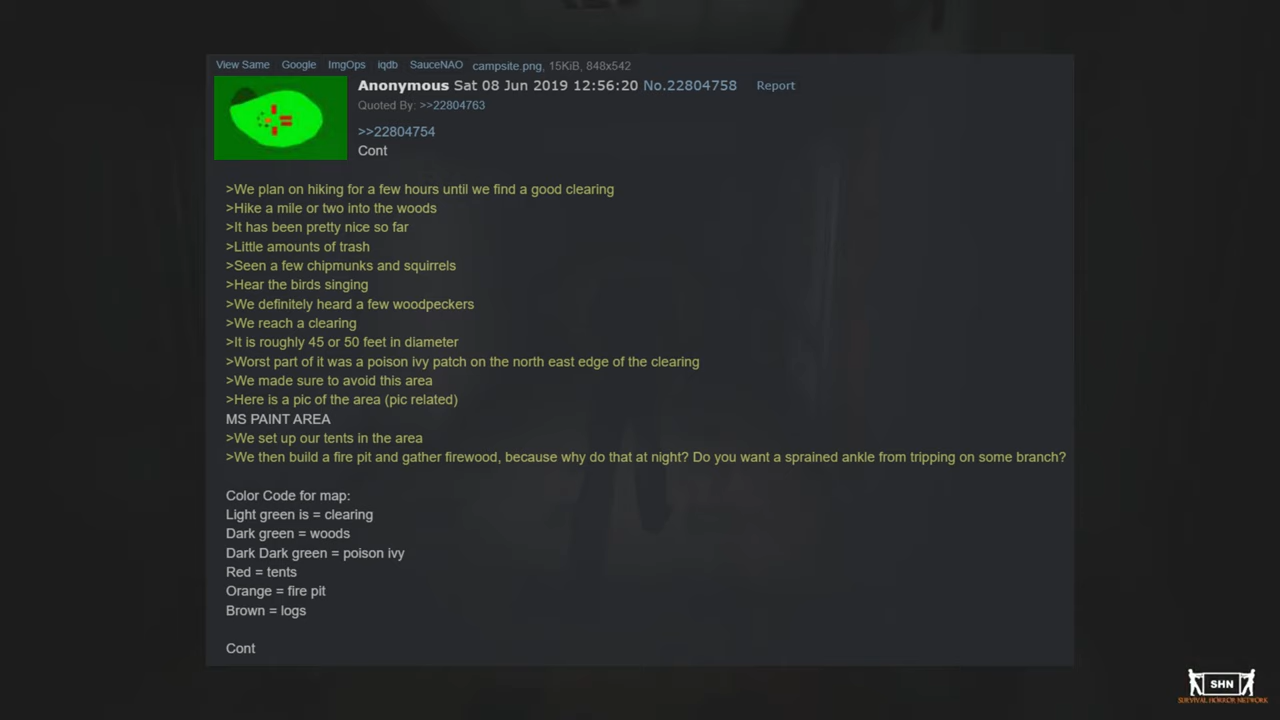 View Same Google ImgOps iqdb SauceNAO campsite.png, 15KiB, 848x542
Anonymous Sat 08 Jun 2019 12:56:20 No.22804758 Report
Quoted By: >>22804763
>>22804754
Cont
>We plan on hiking for a few hours until we find a good clearing
>Hike a mile or two into the woods
>It has been pretty nice so far
>Little amounts of trash
>Seen a few chipmunks and squirrels
>Hear the birds singing
>We definitely heard a few woodpeckers
>We reach a clearing
>It is roughly 45 or 50 feet in diameter
>Worst part of it was a poison ivy patch on the north east edge of the clearing
>We made sure to avoid this area
>Here is a pic of the area (pic related)
MS PAINT AREA
>We set up our tents in the area
>We then build a fire pit and gather firewood, because why do that at night? Do you want a sprained ankle from tripping on some branch?
Color Code for map:
Light green is = clearing
Dark green = woods
Dark Dark green = poison ivy
Red = tents
Orange = fire pit
Brown = logs
Cont
SHN
SURVIVAL HORROR NETWORK